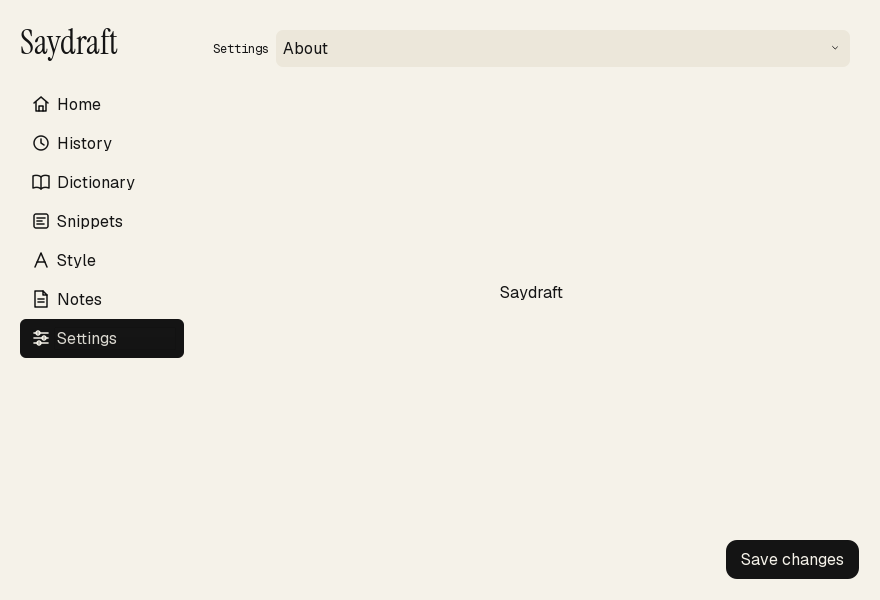 Saydraft
Settings
About
Home
History
Dictionary
Snippets
Style
Notes
Settings
Saydraft
Save changes